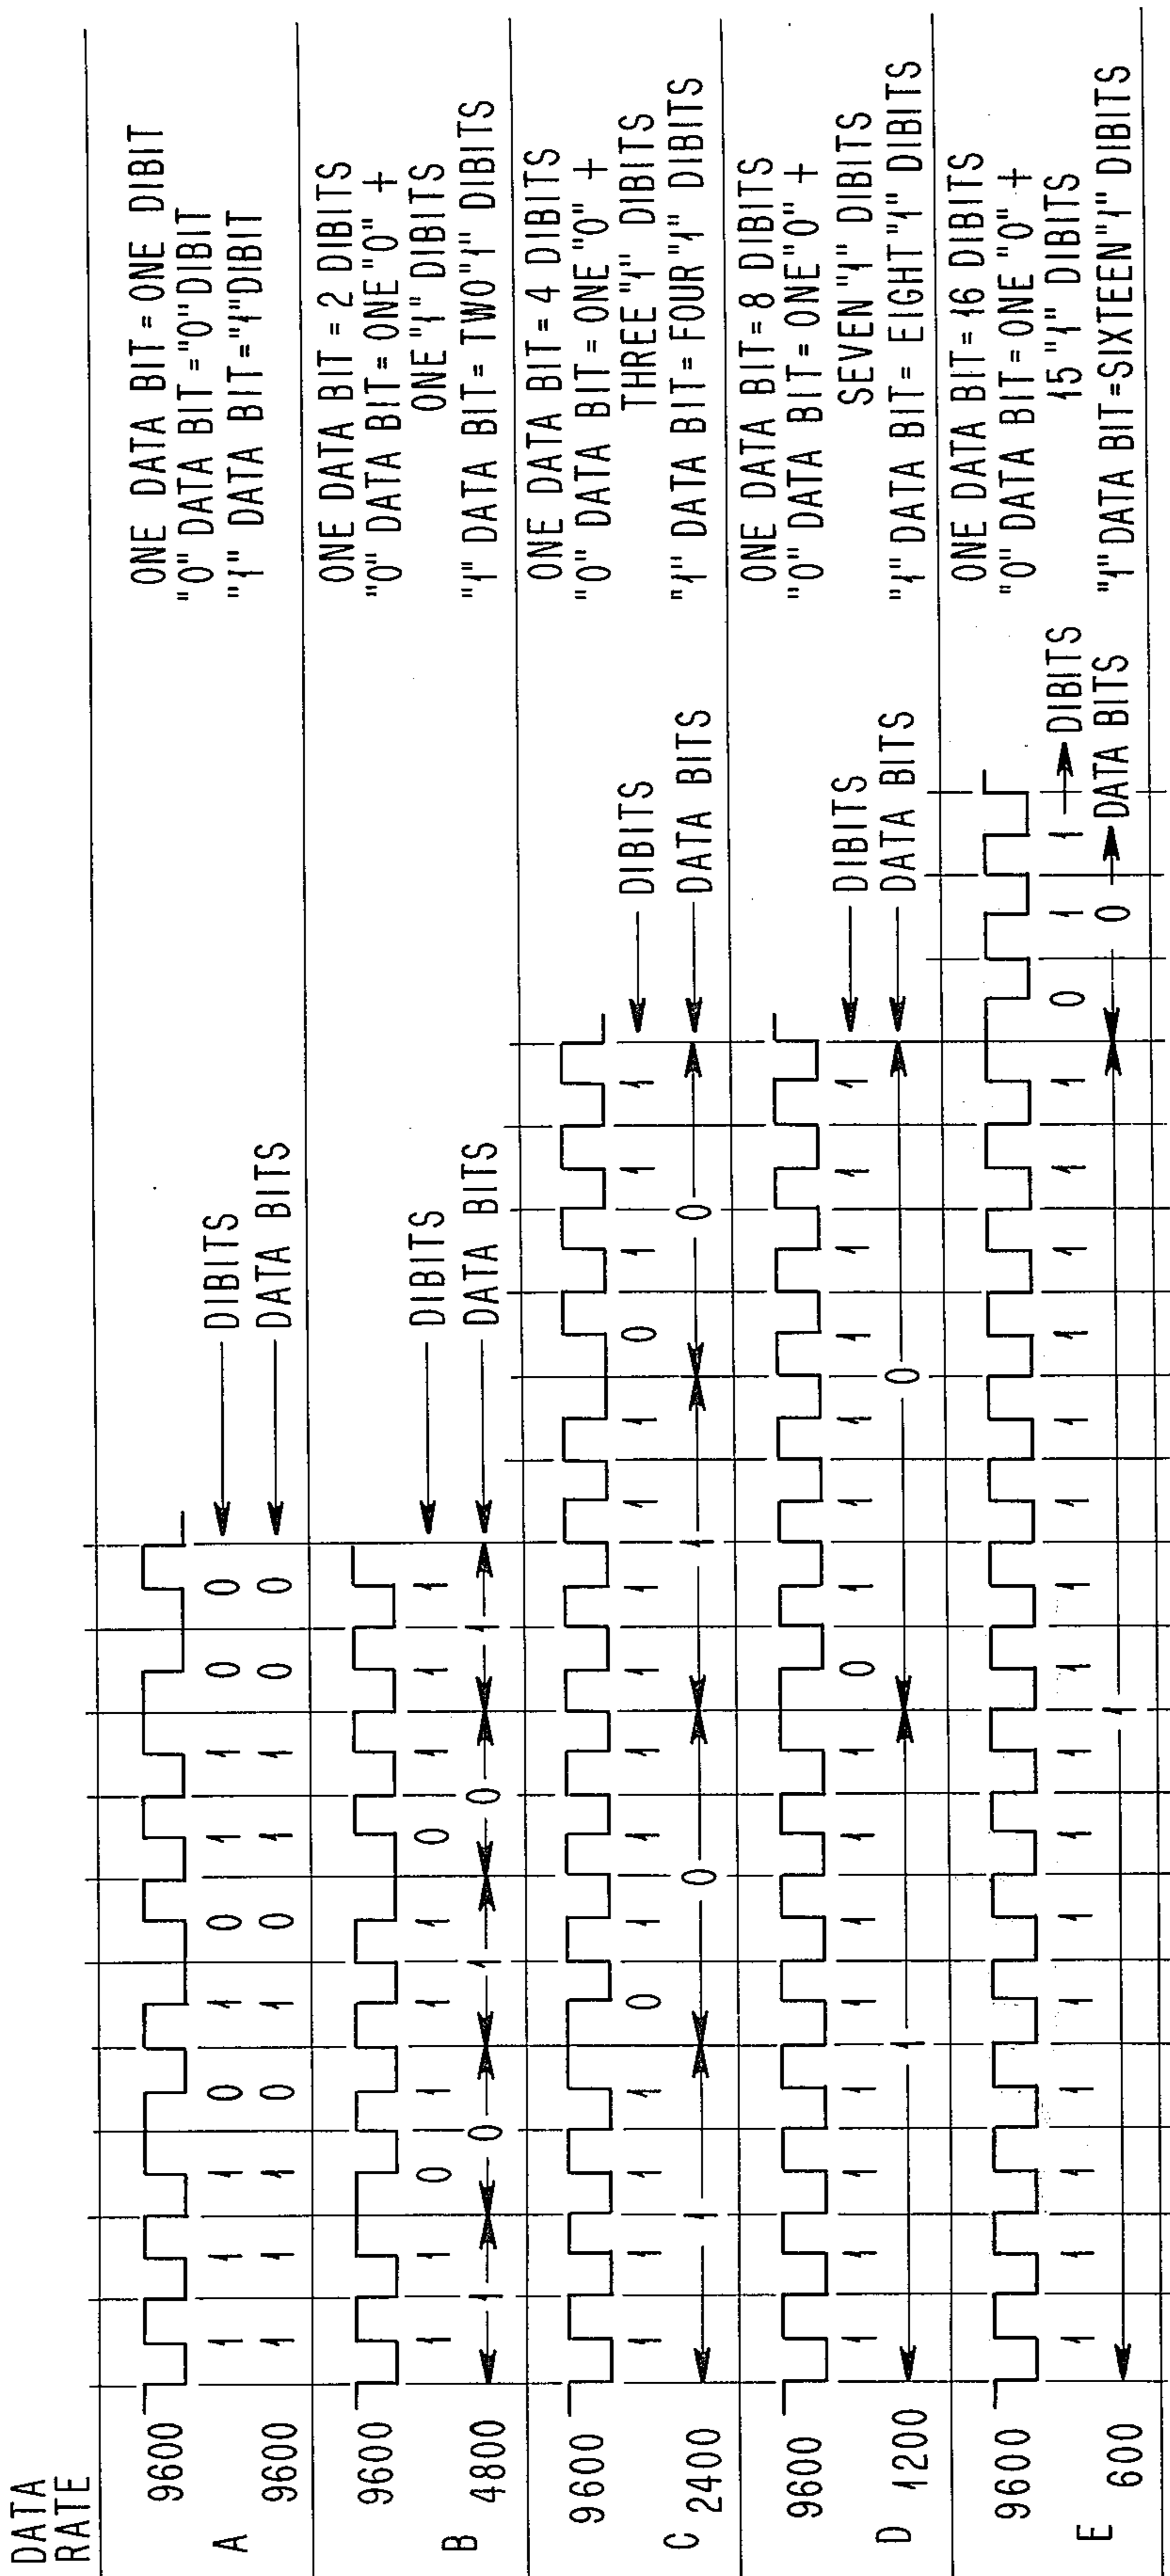 DATA
RATE
9600
A
9600
1 1 1 0 1 0 1 1 0 0 DIBITS
1 1 1 0 1 0 1 1 0 0 DATA BITS
ONE DATA BIT = ONE DIBIT
"0" DATA BIT = "0" DIBIT
"1" DATA BIT = "1" DIBIT
9600
B
4800
1 1 0 1 1 1 0 1 1 1 DIBITS
1 0 1 0 1 DATA BITS
ONE DATA BIT = 2 DIBITS
"0" DATA BIT = ONE "0" +
ONE "1" DIBITS
"1" DATA BIT = TWO "1" DIBITS
9600
C
2400
1 1 1 1 0 1 1 1 1 1 1 1 0 1 1 1 DIBITS
1 0 1 0 DATA BITS
ONE DATA BIT = 4 DIBITS
"0" DATA BIT = ONE "0" +
THREE "1" DIBITS
"1" DATA BIT = FOUR "1" DIBITS
9600
D
1200
1 1 1 1 1 1 1 1 0 1 1 1 1 1 1 1 DIBITS
1 0 DATA BITS
ONE DATA BIT = 8 DIBITS
"0" DATA BIT = ONE "0" +
SEVEN "1" DIBITS
"1" DATA BIT = EIGHT "1" DIBITS
9600
E
600
1 1 1 1 1 1 1 1 1 1 1 1 1 1 1 1 0 1 1 DIBITS
1 0 DATA BITS
ONE DATA BIT = 16 DIBITS
"0" DATA BIT = ONE "0" +
15 "1" DIBITS
"1" DATA BIT = SIXTEEN "1" DIBITS